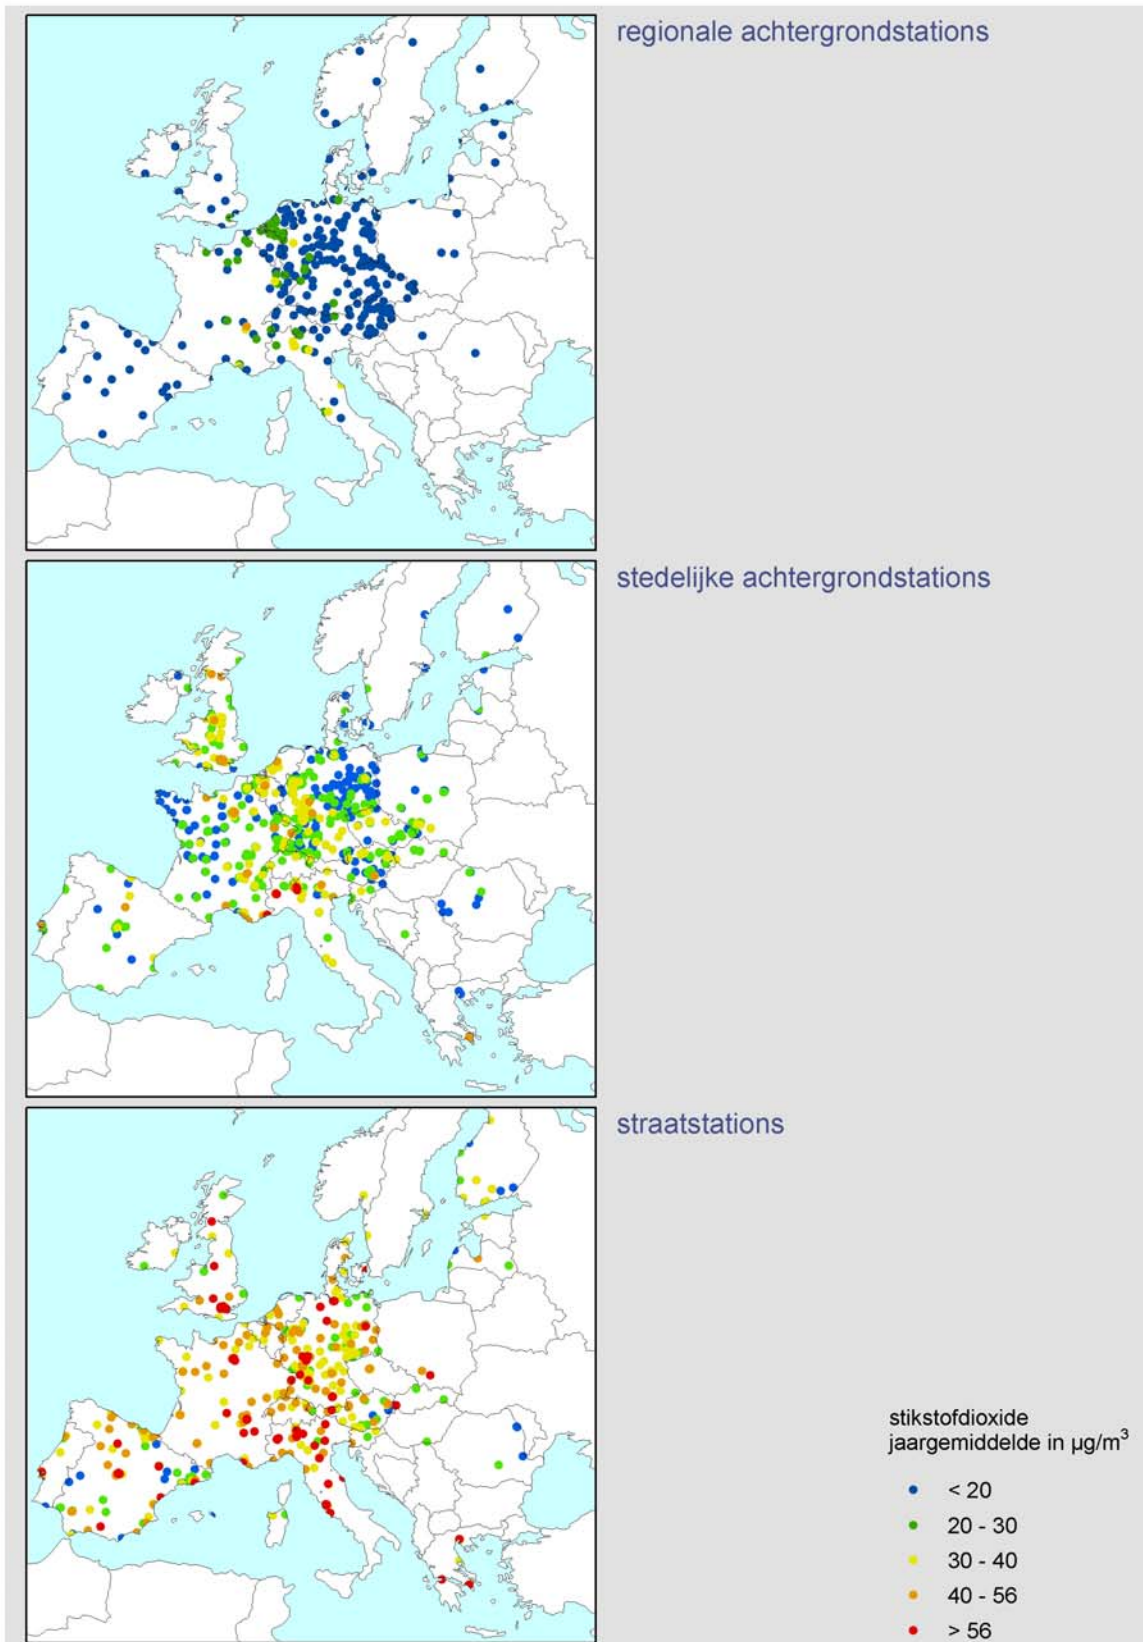 regionale achtergrondstations
stedelijke achtergrondstations
straatstations
stikstofdioxide
jaargemiddelde in µg/m³
< 20
20 - 30
30 - 40
40 - 56
> 56